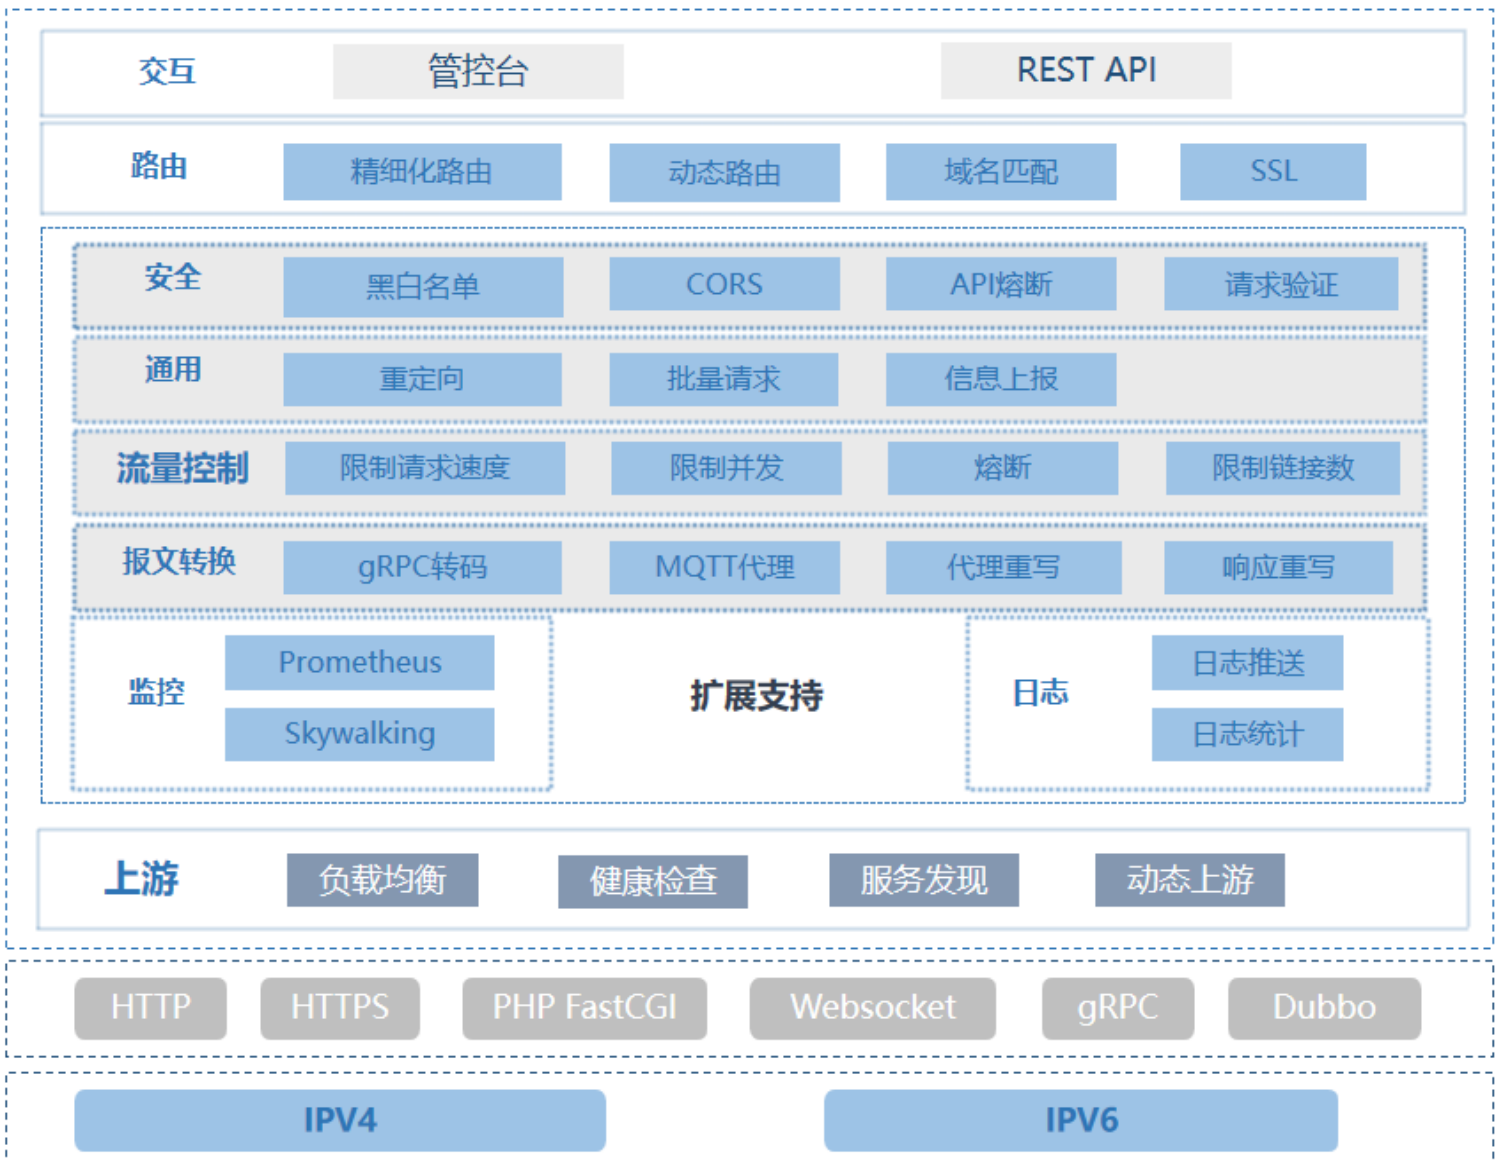 交互 管控台 REST API
路由 精细化路由 动态路由 域名匹配 SSL
安全 黑白名单 CORS API熔断 请求验证
通用 重定向 批量请求 信息上报
流量控制 限制请求速度 限制并发 熔断 限制链接数
报文转换 gRPC转码 MQTT代理 代理重写 响应重写
监控
Prometheus
Skywalking
扩展支持
日志
日志推送
日志统计
上游 负载均衡 健康检查 服务发现 动态上游
HTTP HTTPS PHP FastCGI Websocket gRPC Dubbo
IPV4 IPV6